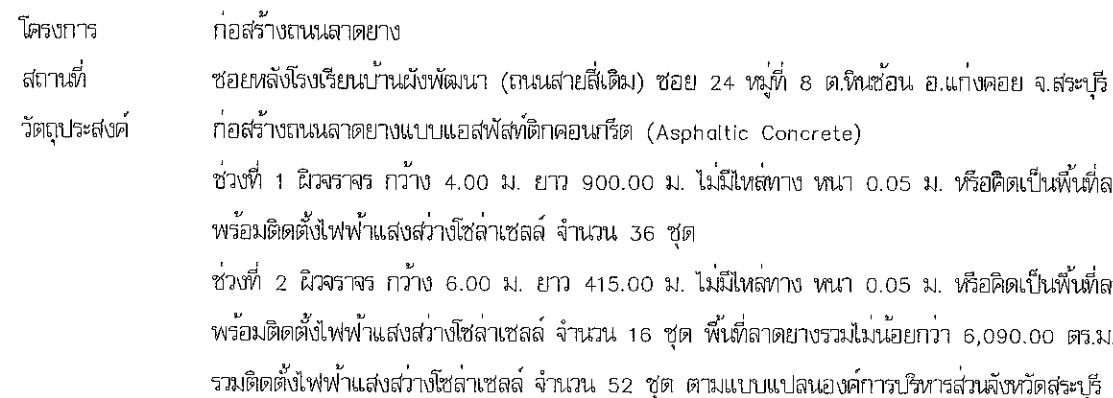 โครงการ ก่อสร้างถนนลาดยาง
สถานที่ ซอยหลังโรงเรียนบ้านผังพัฒนา (ถนนสายสี่เดิม) ซอย 24 หมู่ที่ 8 ต.หินซ้อน อ.แก่งคอย จ.สระบุรี
วัตถุประสงค์ ก่อสร้างถนนลาดยางแบบแอสฟัสท์ติกคอนกรีต (Asphaltic Concrete)
ช่วงที่ 1 ผิวจราจร กว้าง 4.00 ม. ยาว 900.00 ม. ไม่มีไหล่ทาง หนา 0.05 ม. หรือคิดเป็นพื้นที่ล
พร้อมติดตั้งไฟฟ้าแสงสว่างโซล่าเซลล์ จำนวน 36 ชุด
ช่วงที่ 2 ผิวจราจร กว้าง 6.00 ม. ยาว 415.00 ม. ไม่มีไหล่ทาง หนา 0.05 ม. หรือคิดเป็นพื้นที่ล
พร้อมติดตั้งไฟฟ้าแสงสว่างโซล่าเซลล์ จำนวน 16 ชุด พื้นที่ลาดยางรวมไม่น้อยกว่า 6,090.00 ตร.ม.
รวมติดตั้งไฟฟ้าแสงสว่างโซล่าเซลล์ จำนวน 52 ชุด ตามแบบแปลนองค์การบริหารส่วนจังหวัดสระบุรี